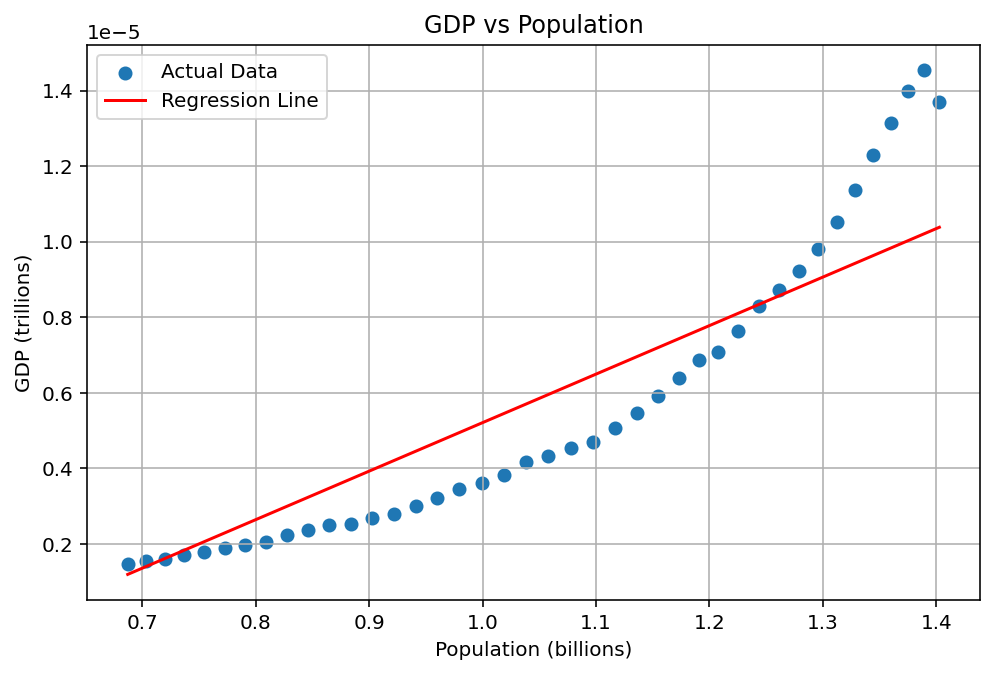 GDP vs Population
1e−5
Actual Data
Regression Line
1.4
1.2
1.0
0.8
0.6
0.4
0.2
GDP (trillions)
0.7 0.8 0.9 1.0 1.1 1.2 1.3 1.4
Population (billions)